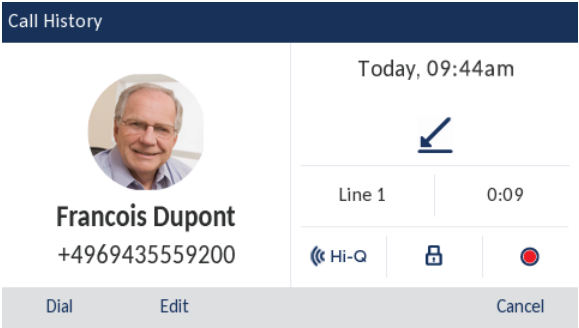 Call History
Francois Dupont
+4969435559200
Today, 09:44am
Line 1 0:09
Hi-Q
Dial Edit Cancel